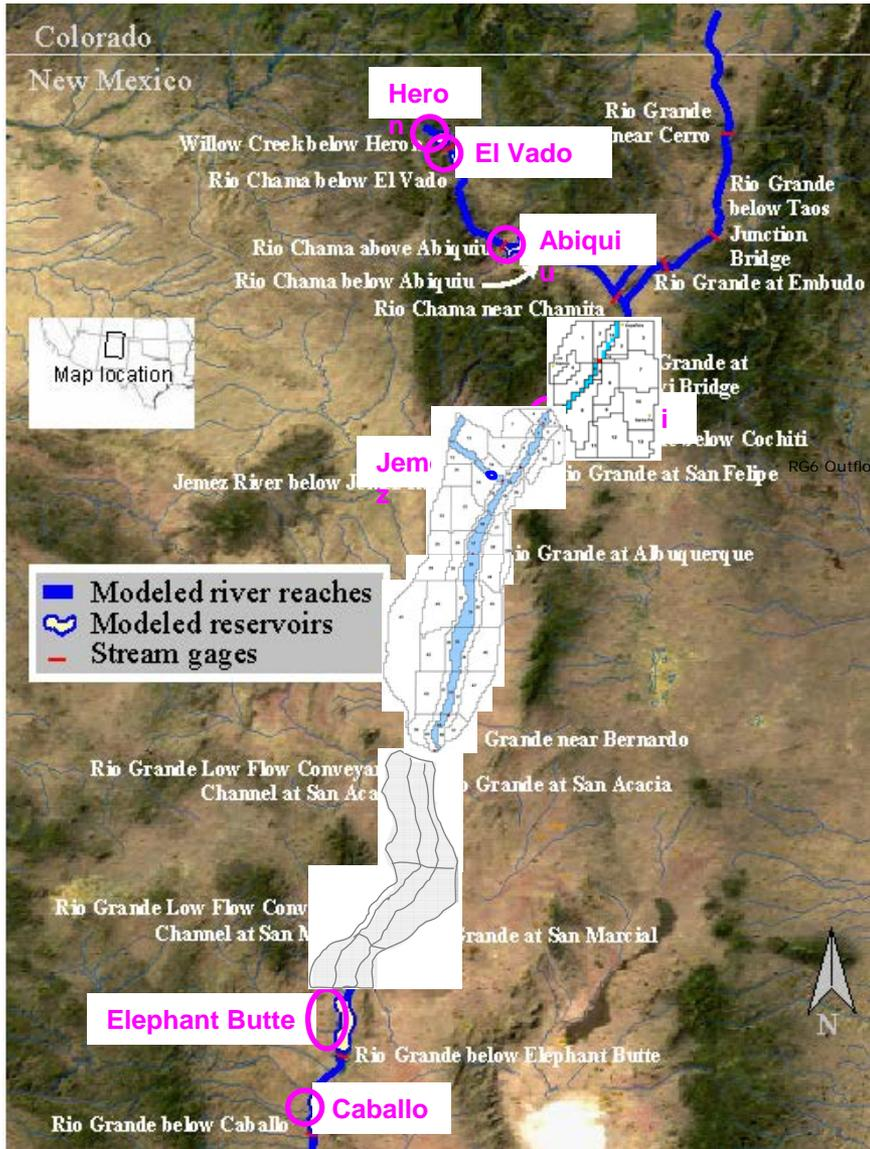 Colorado
New Mexico
Hero
n
Rio Grande
near Cerro
Willow Creek below Hero
El Vado
Rio Chama below El Vado
Rio Grande
below Taos
Junction
Bridge
Abiqui
u
Rio Chama above Abiquiu
Rio Chama below Abiquiu
Rio Grande at Embudo
Rio Chama near Chamita
Map location
Grande at
i Bridge
i
below Cochiti
RG6 Outflo
Jem
z
Jemez River below
io Grande at San Felipe
io Grande at Albuquerque
Modeled river reaches
Modeled reservoirs
Stream gages
Grande near Bernardo
Rio Grande Low Flow Conveya
Channel at San Aca
Grande at San Acacia
Rio Grande Low Flow Conv
Channel at San M
Grande at San Marcial
Elephant Butte
N
Rio Grande below Elephant Butte
Caballo
Rio Grande below Caballo